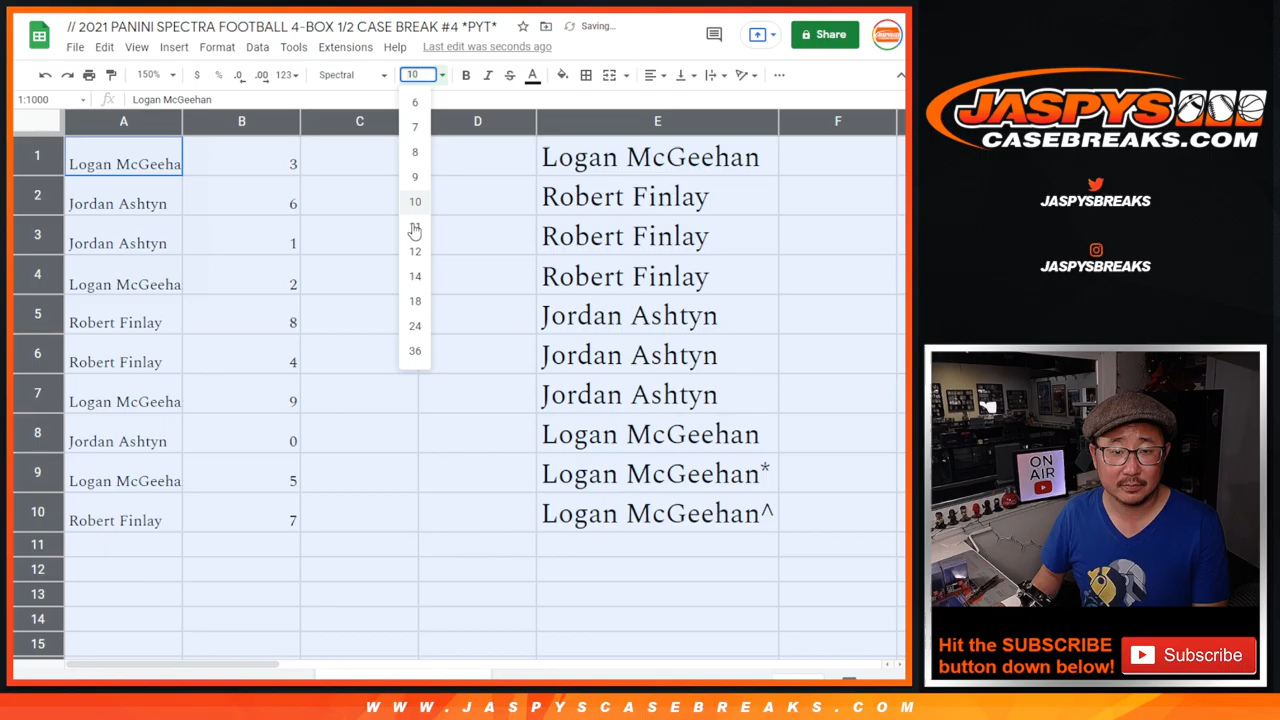 // 2021 PANINI SPECTRA FOOTBALL 4-BOX 1/2 CASE BREAK #4 *PYT*
Saving...
File Edit View Insert Format Data Tools Extensions Help Last edit was seconds ago
Share
150% $ % .0 .00 123 Spectral 10 B I S A
1:1000 fx Logan McGeehan
A B C D E F
1 Logan McGeeha 3 Logan McGeehan
2 Jordan Ashtyn 6 Robert Finlay
3 Jordan Ashtyn 1 Robert Finlay
4 Logan McGeeha 2 Robert Finlay
5 Robert Finlay 8 Jordan Ashtyn
6 Robert Finlay 4 Jordan Ashtyn
7 Logan McGeeha 9 Jordan Ashtyn
8 Jordan Ashtyn 0 Logan McGeehan
9 Logan McGeeha 5 Logan McGeehan*
10 Robert Finlay 7 Logan McGeehan^
11
12
13
14
15
6
7
8
9
10
11
12
14
18
24
36
JASPYS
CASEBREAKS.COM
JASPYSBREAKS
JASPYSBREAKS
ON
AIR
Hit the SUBSCRIBE
button down below!
Subscribe
WWW.JASPYSCASEBREAKS.COM